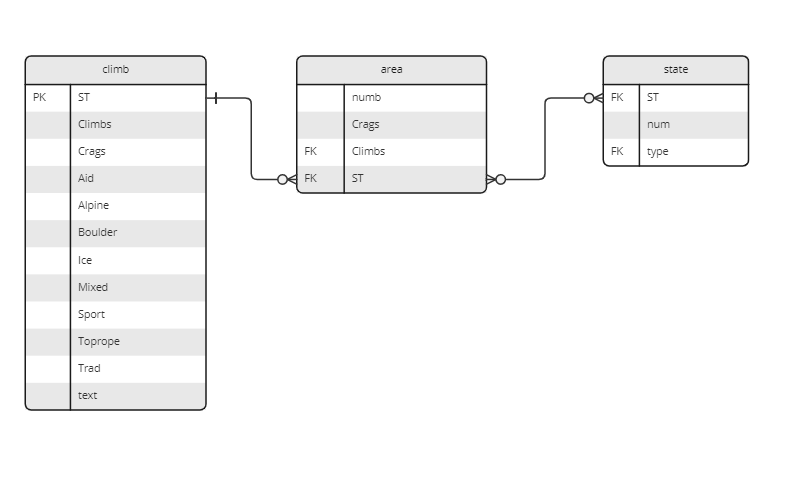 climb
PK ST
Climbs
Crags
Aid
Alpine
Boulder
Ice
Mixed
Sport
Toprope
Trad
text
area
numb
Crags
FK Climbs
FK ST
state
FK ST
num
FK type